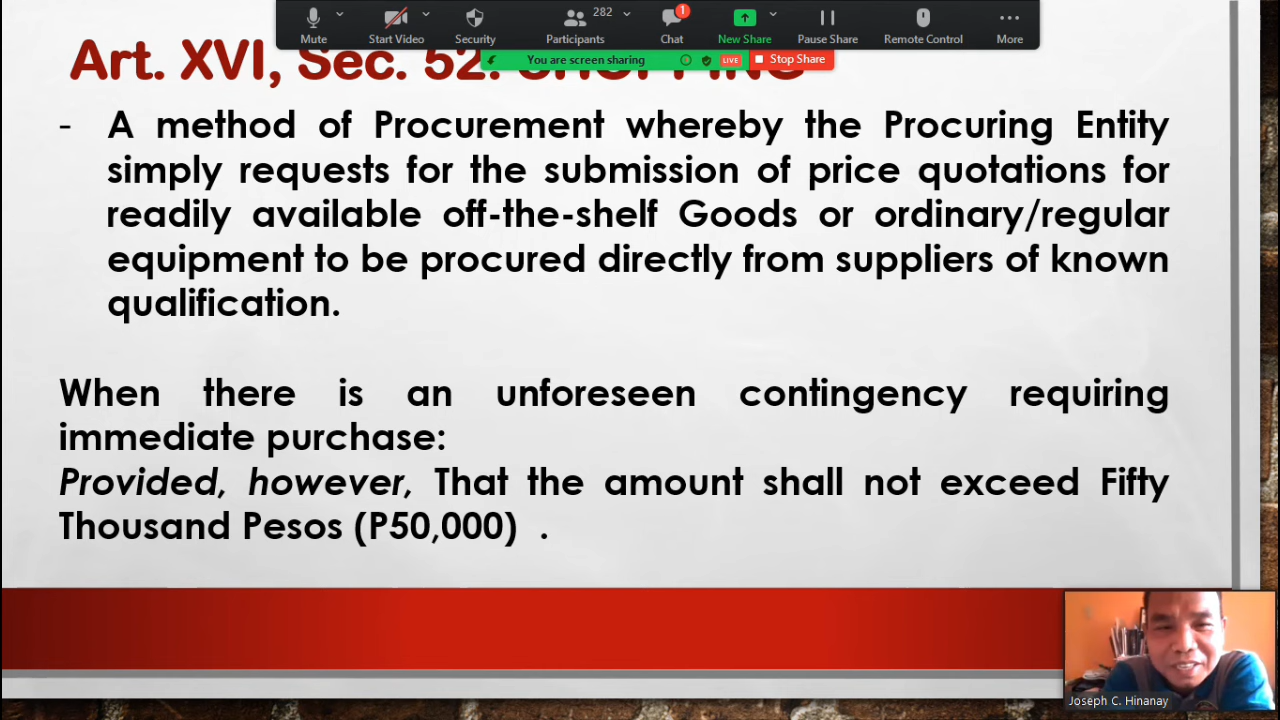 Mute
Start Video
Security
Participants
282
Chat
1
New Share
Pause Share
Remote Control
More
You are screen sharing
LIVE
Stop Share
Art. XVI, Sec. 52:
- A method of Procurement whereby the Procuring Entity
simply requests for the submission of price quotations for
readily available off-the-shelf Goods or ordinary/regular
equipment to be procured directly from suppliers of known
qualification.
When there is an unforeseen contingency requiring
immediate purchase:
Provided, however, That the amount shall not exceed Fifty
Thousand Pesos (P50,000) .
Joseph C. Hinanay